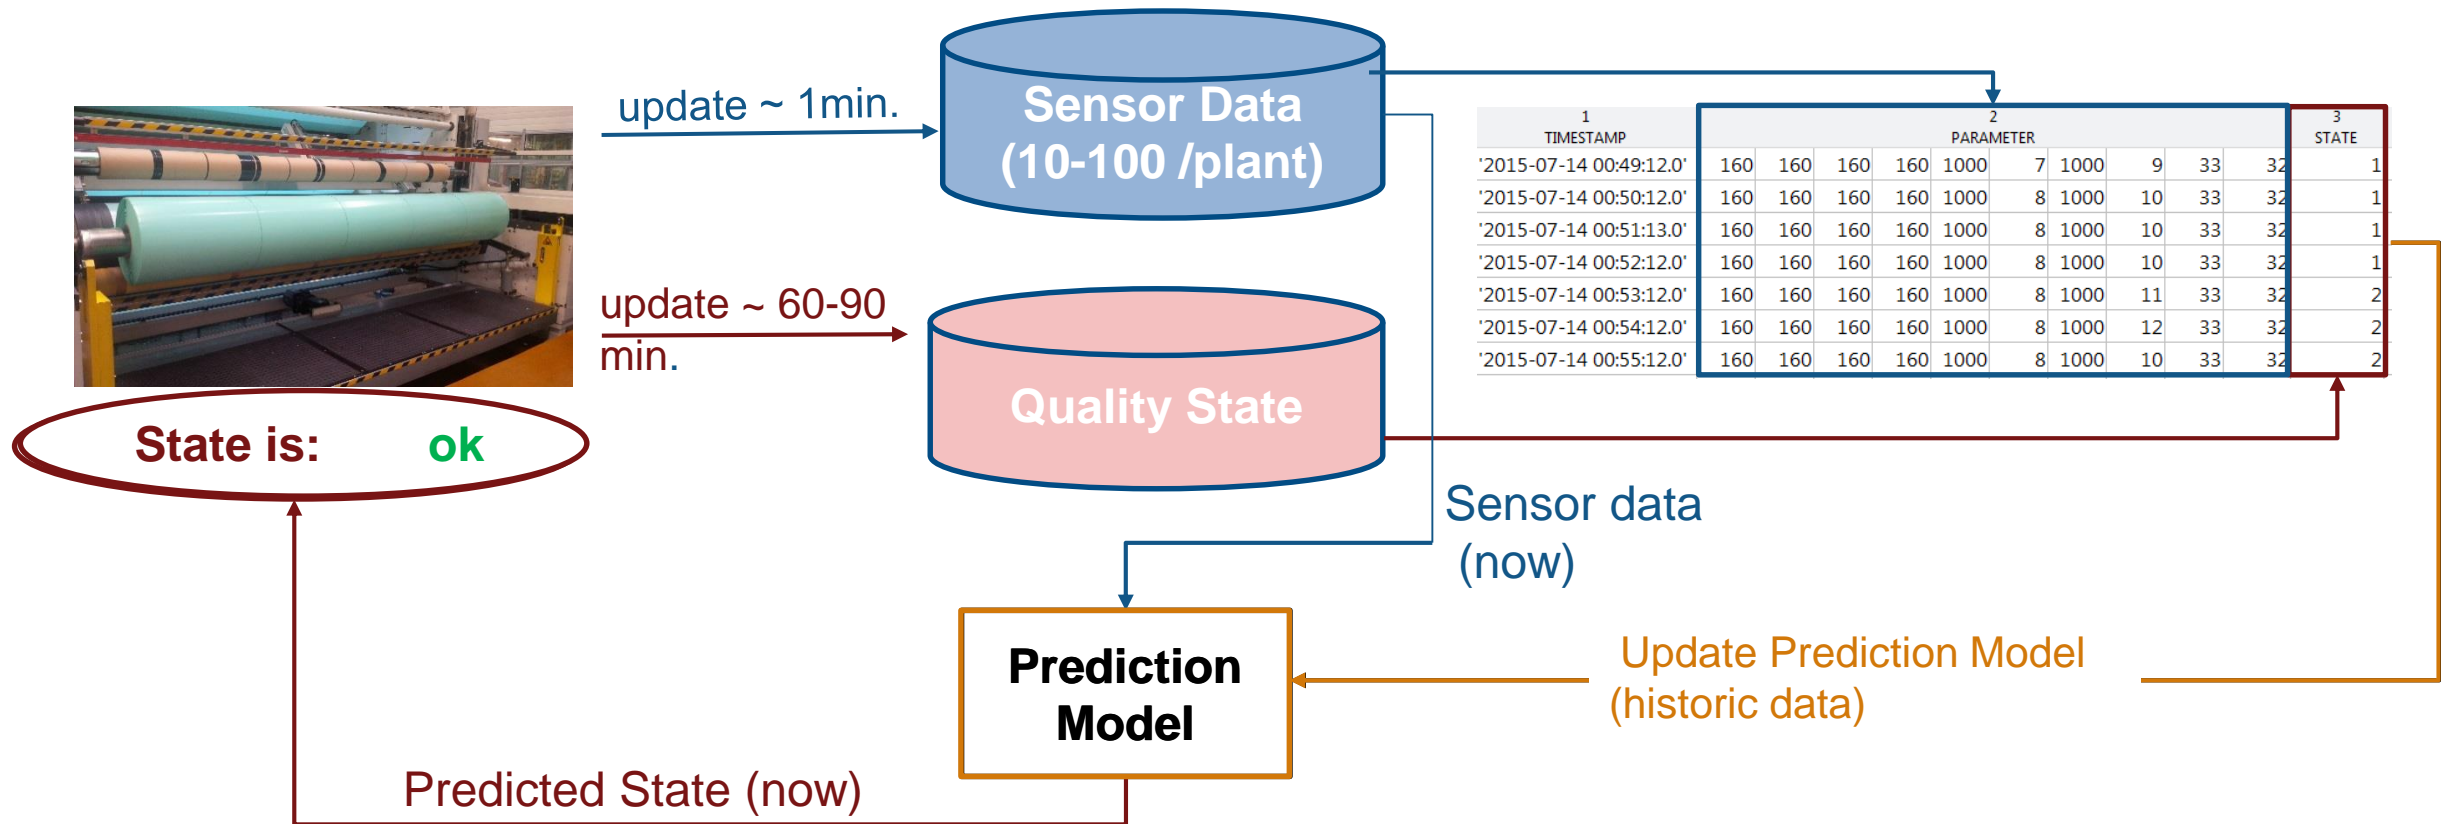 update ~ 1min.
Sensor Data
(10-100 /plant)
update ~ 60-90
min.
Quality State
State is: ok
1 2 3
TIMESTAMP PARAMETER STATE
'2015-07-14 00:49:12.0' 160 160 160 160 1000 7 1000 9 33 32 1
'2015-07-14 00:50:12.0' 160 160 160 160 1000 8 1000 10 33 32 1
'2015-07-14 00:51:13.0' 160 160 160 160 1000 8 1000 10 33 32 1
'2015-07-14 00:52:12.0' 160 160 160 160 1000 8 1000 10 33 32 1
'2015-07-14 00:53:12.0' 160 160 160 160 1000 8 1000 11 33 32 2
'2015-07-14 00:54:12.0' 160 160 160 160 1000 8 1000 12 33 32 2
'2015-07-14 00:55:12.0' 160 160 160 160 1000 8 1000 10 33 32 2
Sensor data
(now)
Prediction
Model
Update Prediction Model
(historic data)
Predicted State (now)